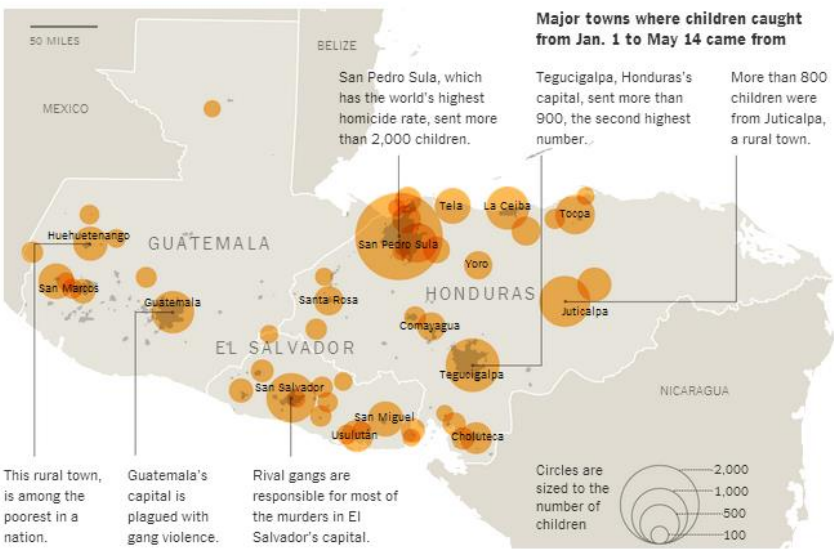 Major towns where children caught
from Jan. 1 to May 14 came from
50 MILES
BELIZE
MEXICO
San Pedro Sula, which
has the world's highest
homicide rate, sent more
than 2,000 children.
Tegucigalpa, Honduras's
capital, sent more than
900, the second highest
number.
More than 800
children were
from Juticalpa,
a rural town.
Tela
La Ceiba
Tocpa
Huehuetenango
GUATEMALA
San Pedro Sula
Yoro
San Marcos
Guatemala
Santa Rosa
HONDURAS
Juticalpa
Comayagua
EL SALVADOR
Tegucigalpa
San Salvador
NICARAGUA
San Miguel
Usulután
Choluteca
This rural town,
is among the
poorest in a
nation.
Guatemala's
capital is
plagued with
gang violence.
Rival gangs are
responsible for most of
the murders in El
Salvador's capital.
Circles are
sized to the
number of
children
2,000
1,000
500
100